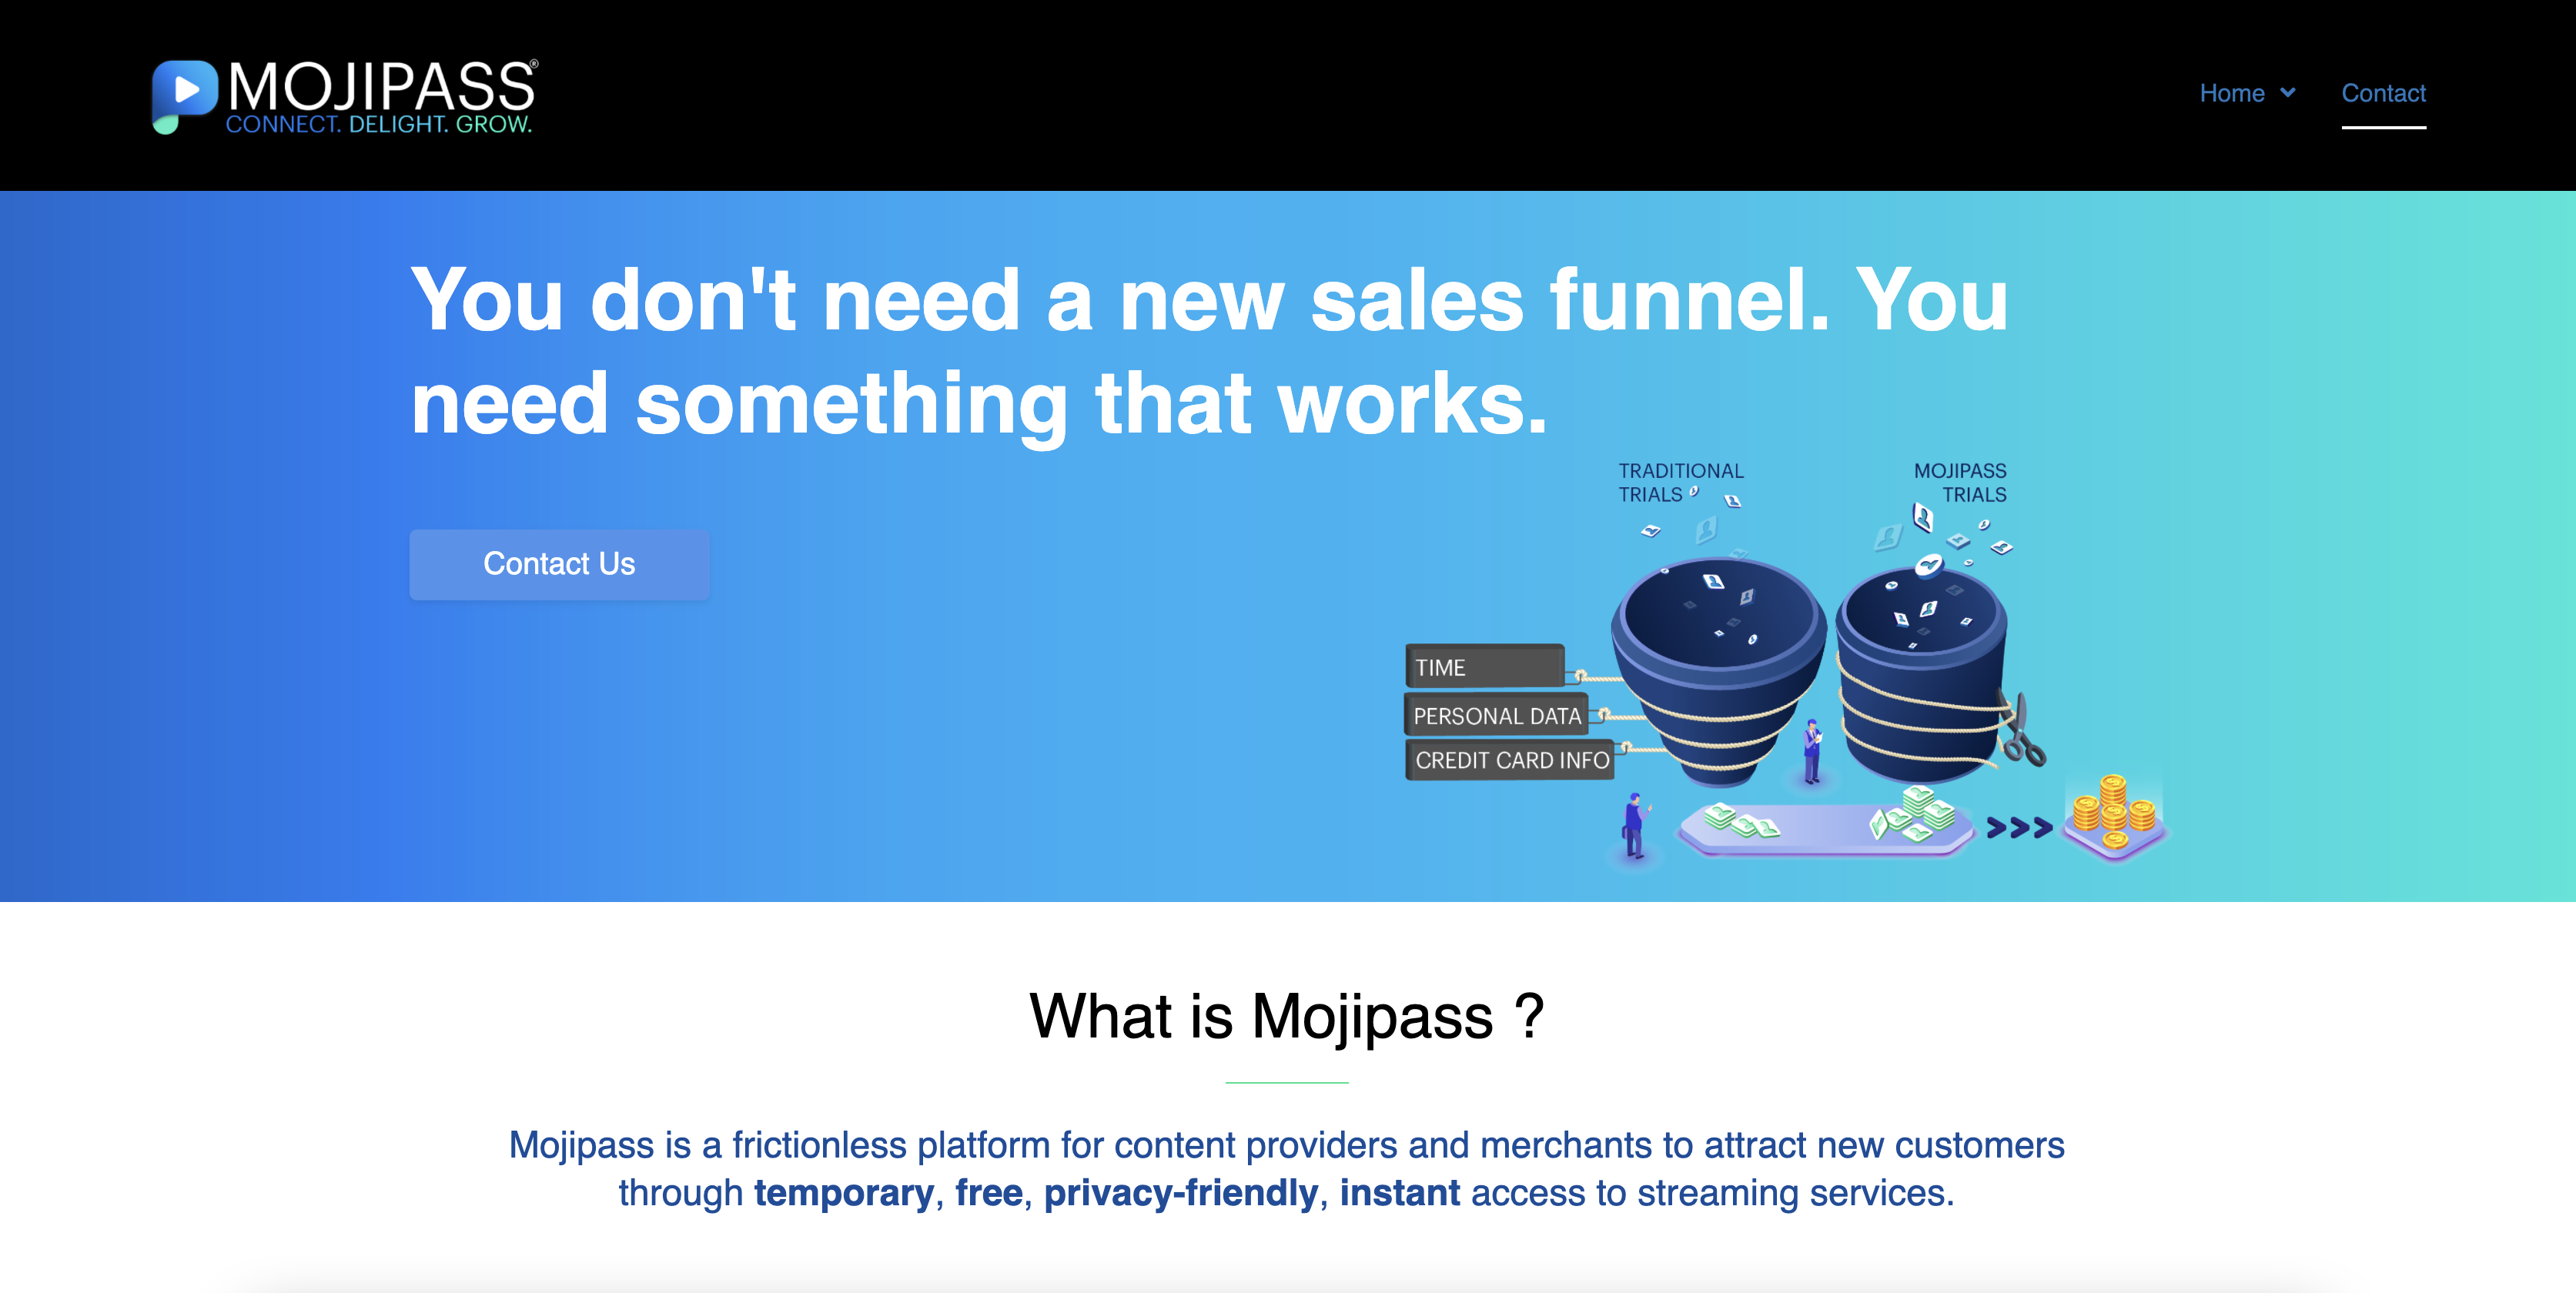 MOJIPASS®
CONNECT. DELIGHT. GROW.
Home
Contact
You don't need a new sales funnel. You
need something that works.
Contact Us
TRADITIONAL
TRIALS
MOJIPASS
TRIALS
TIME
PERSONAL DATA
CREDIT CARD INFO
What is Mojipass ?
Mojipass is a frictionless platform for content providers and merchants to attract new customers
through temporary, free, privacy-friendly, instant access to streaming services.